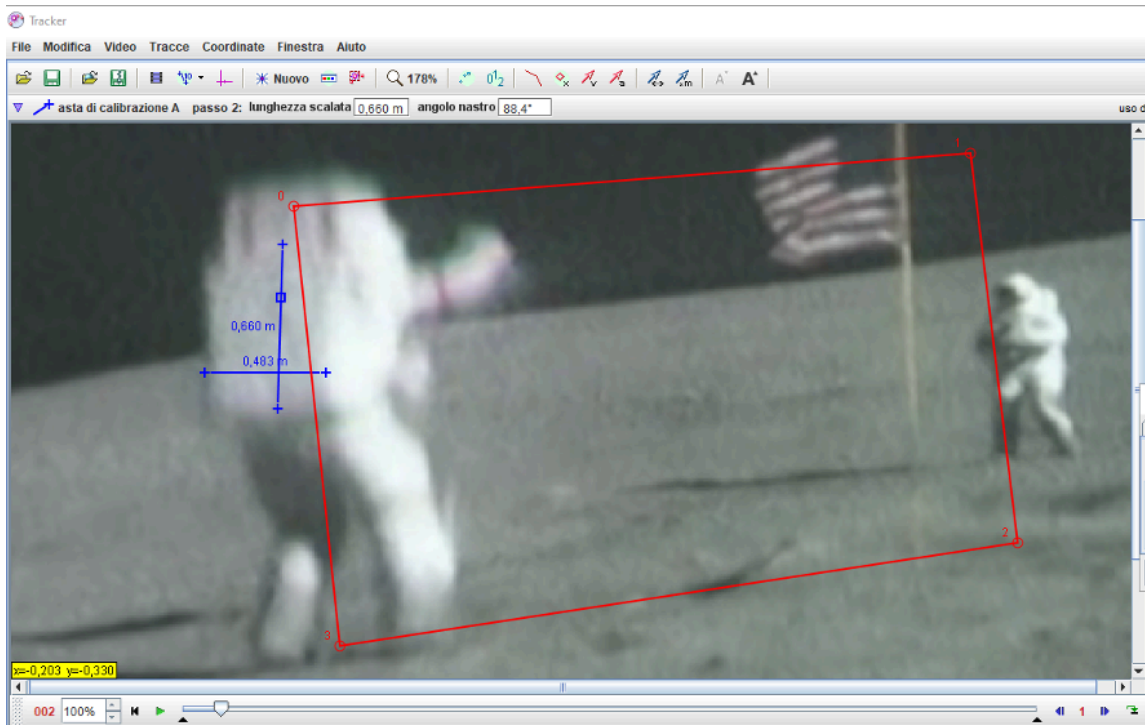 Tracker
File Modifica Video Tracce Coordinate Finestra Aiuto
Nuovo 178%
asta di calibrazione A passo 2: lunghezza scalata 0,660 m angolo nastro 88,4° uso d
0
1
0,660 m
0,483 m
2
3
x=-0,203 y=-0,330
002 100% 1